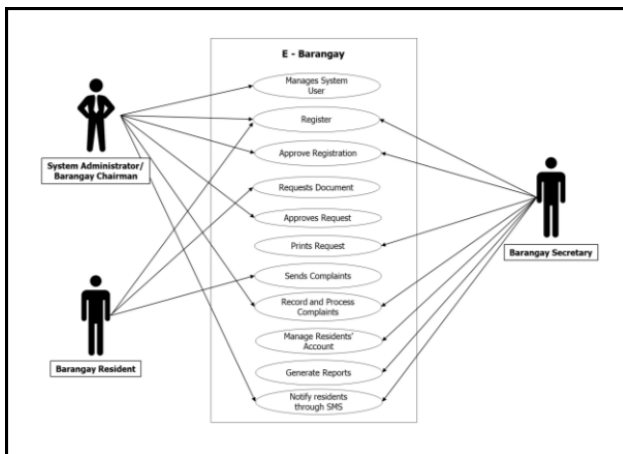 E - Barangay
Manages System
User
Register
Approve Registration
Requests Document
Approves Request
Prints Request
Sends Complaints
Record and Process
Complaints
Manage Residents'
Account
Generate Reports
Notify residents
through SMS
System Administrator/
Barangay Chairman
Barangay Resident
Barangay Secretary